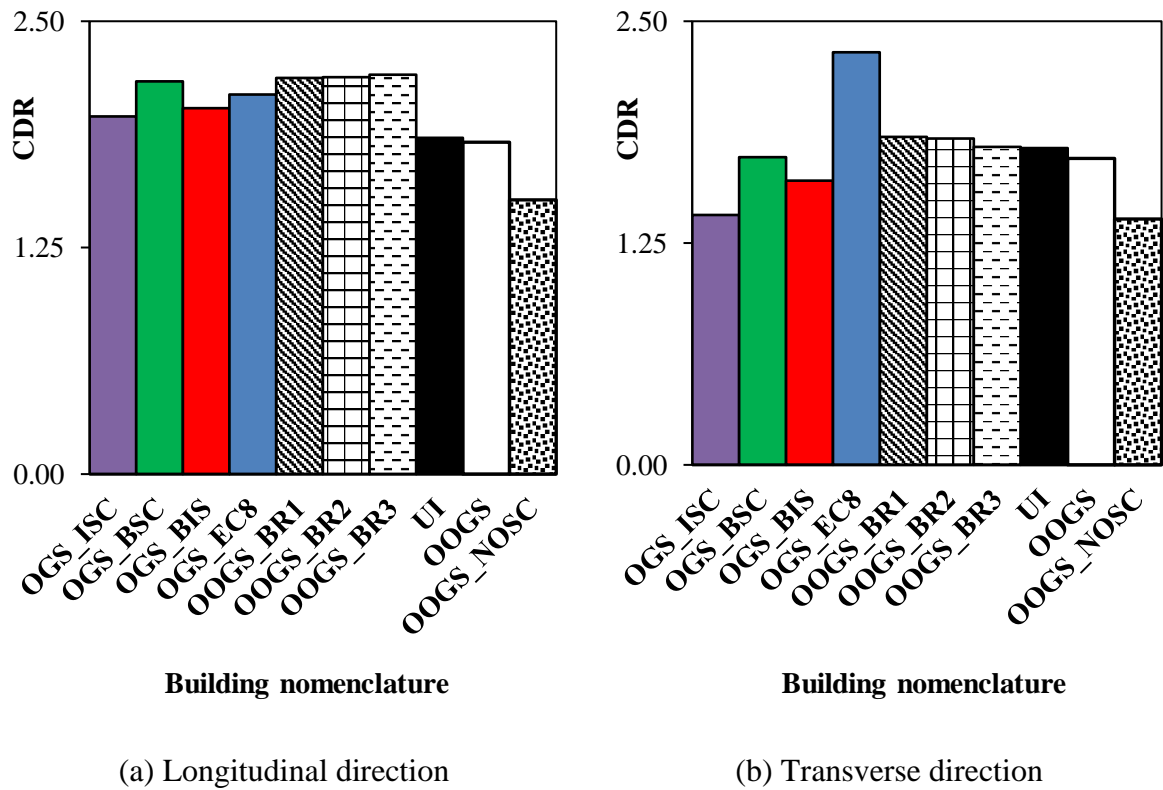 2.50
CDR
1.25
0.00
OGS_ISC
OGS_BSC
OGS_BIS
OGS_EC8
OOGS_BR1
OOGS_BR2
OOGS_BR3
UI
OOGS
OOGS_NOSC
Building nomenclature
(a) Longitudinal direction
2.50
CDR
1.25
0.00
OGS_ISC
OGS_BSC
OGS_BIS
OGS_EC8
OOGS_BR1
OOGS_BR2
OOGS_BR3
UI
OOGS
OOGS_NOSC
Building nomenclature
(b) Transverse direction